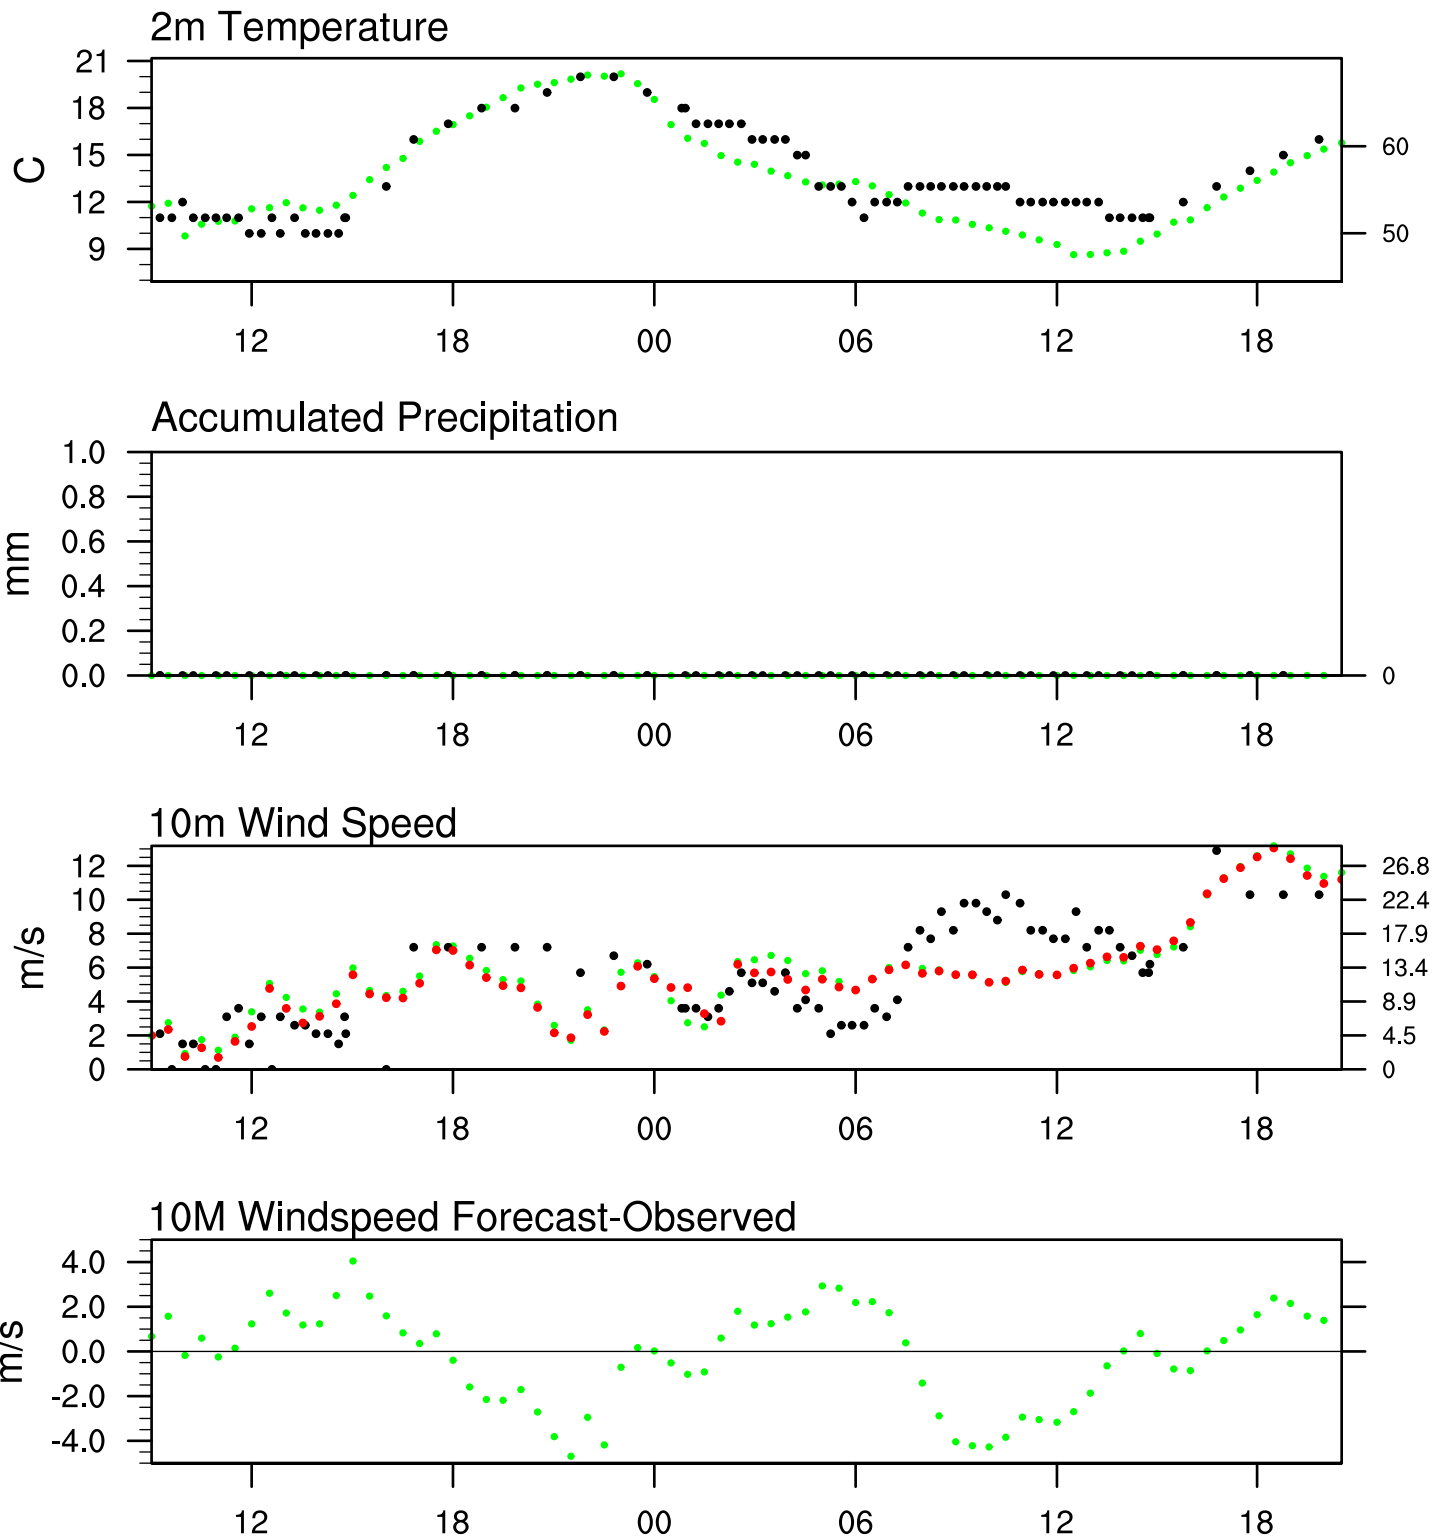 2m Temperature
21
18
15
12
9
C
60
50
12 18 00 06 12 18
Accumulated Precipitation
1.0
0.8
0.6
0.4
0.2
0.0
mm
0
12 18 00 06 12 18
10m Wind Speed
12
10
8
6
4
2
0
m/s
26.8
22.4
17.9
13.4
8.9
4.5
0
12 18 00 06 12 18
10M Windspeed Forecast-Observed
4.0
2.0
0.0
-2.0
-4.0
m/s
12 18 00 06 12 18